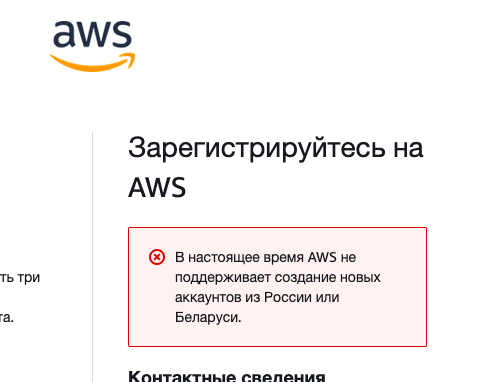 aws
Зарегистрируйтесь на
AWS
В настоящее время AWS не
поддерживает создание новых
аккаунтов из России или
Беларуси.
ть три
та.
Контактные сведения